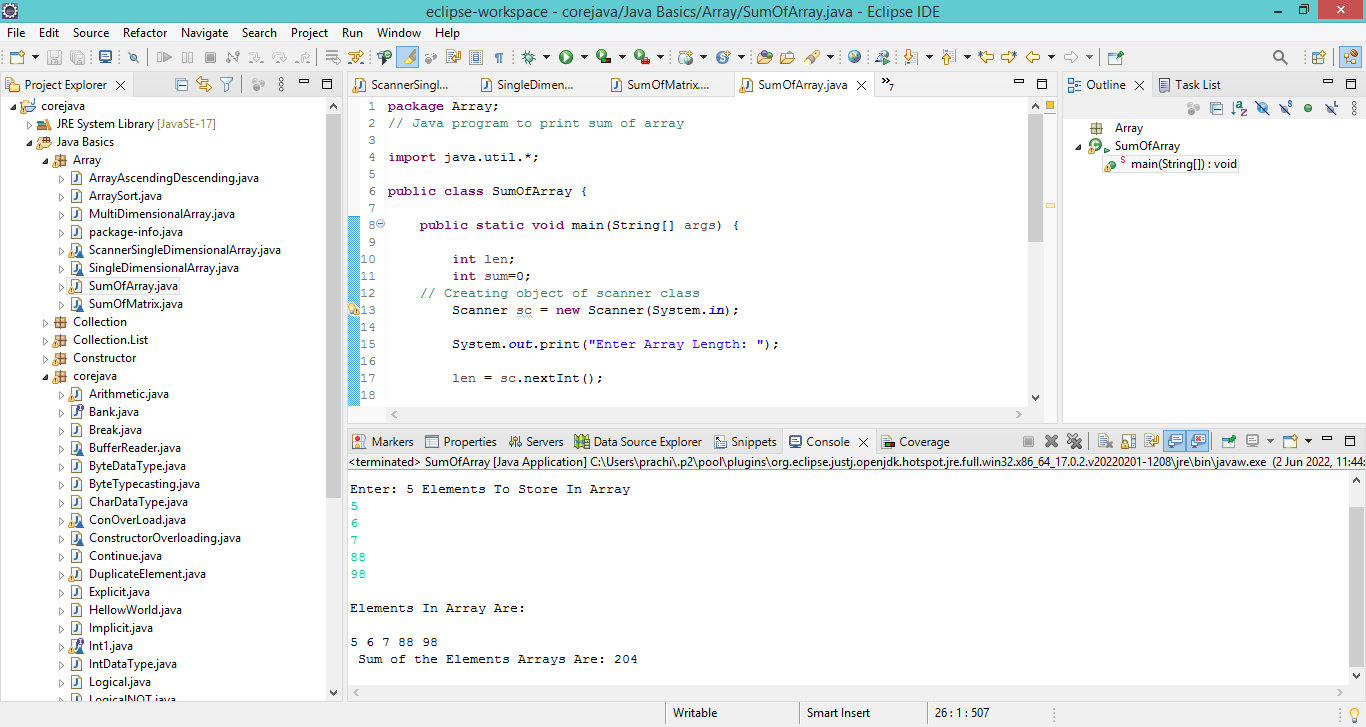 eclipse-workspace - corejava/Java Basics/Array/SumOfArray.java - Eclipse IDE
File Edit Source Refactor Navigate Search Project Run Window Help
Project Explorer
corejava
JRE System Library [JavaSE-17]
Java Basics
Array
ArrayAscendingDescending.java
ArraySort.java
MultiDimensionalArray.java
package-info.java
ScannerSingleDimensionalArray.java
SingleDimensionalArray.java
SumOfArray.java
SumOfMatrix.java
Collection
Collection.List
Constructor
corejava
Arithmetic.java
Bank.java
Break.java
BufferReader.java
ByteDataType.java
ByteTypecasting.java
CharDataType.java
ConOverLoad.java
ConstructorOverloading.java
Continue.java
DuplicateElement.java
Explicit.java
HellowWorld.java
Implicit.java
Int1.java
IntDataType.java
Logical.java
LogicalNOT.java
ScannerSingl... SingleDimen... SumOfMatrix.... SumOfArray.java 7
1 package Array;
2 // Java program to print sum of array
3
4 import java.util.*;
5
6 public class SumOfArray {
7
8 public static void main(String[] args) {
9
10 int len;
11 int sum=0;
12 // Creating object of scanner class
13 Scanner sc = new Scanner(System.in);
14
15 System.out.print("Enter Array Length: ");
16
17 len = sc.nextInt();
18
Outline Task List
Array
SumOfArray
main(String[]) : void
Markers Properties Servers Data Source Explorer Snippets Console Coverage
<terminated> SumOfArray [Java Application] C:\Users\prachi\.p2\pool\plugins\org.eclipse.justj.openjdk.hotspot.jre.full.win32.x86_64_17.0.2.v20220201-1208\jre\bin\javaw.exe (2 Jun 2022, 11:44:
Enter: 5 Elements To Store In Array
5
6
7
88
98
Elements In Array Are:
5 6 7 88 98
Sum of the Elements Arrays Are: 204
Writable Smart Insert 26 : 1 : 507